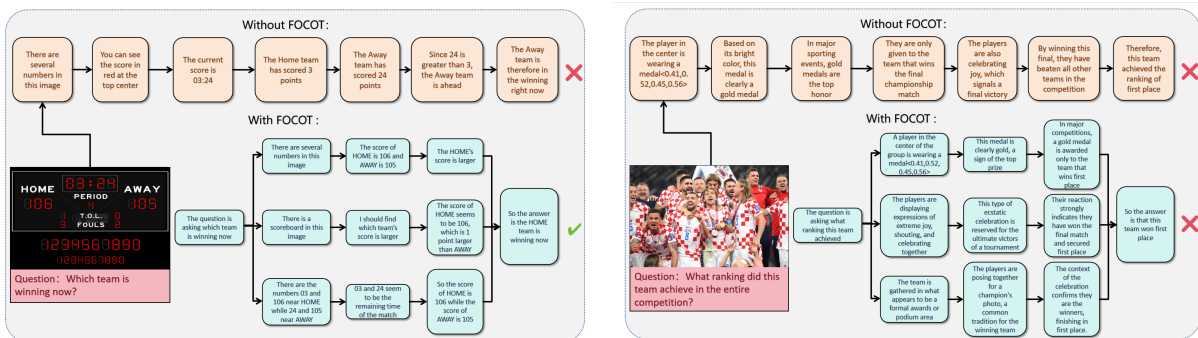 Without FOCOT:
There are
several
numbers in
this image
You can see
the score in
red at the
top center
The current
score is
03:24
The Home team
has scored 3
points
The Away
team has
scored 24
points
Since 24 is
greater than 3,
the Away team
is ahead
The Away
team is
therefore in
the winning
right now
With FOCOT :
There are several
numbers in this
image
The score of
HOME is 106 and
AWAY is 105
The HOME's
score is larger
The question is
asking which team
is winning now
There is a
scoreboard in this
image
I should find
which team's
score is larger
The score of
HOME seems
to be 106,
which is 1
point larger
than AWAY
So the answer
is the HOME
team is
winning now
There are the
numbers 03 and
106 near HOME
while 24 and 105
near AWAY
03 and 24 seem to
be the remaining
time of the
match
So the score
of HOME is
106 while the
score of
AWAY is 105
03:24
HOME
AWAY
PERIOD
106
4
105
T.O.L.
FOULS
1234567890
1234567890
Question: Which team is
winning now?
Without FOCOT :
The player in
the center is
wearing a
medal<0.41,0.
52,0.45,0.56>
Based on
its bright
color, this
medal is
clearly a
gold medal
In major
sporting
events, gold
medals are
the top
honor
They are only
given to the
team that wins
the final
championship
match
The players
are also
celebrating
joy, which
signals a
final victory
By winning this
final, they have
beaten all other
teams in the
competition
Therefore,
this team
achieved the
ranking of
first place
With FOCOT :
A player in the
center of the
group is wearing a
medal<0.41,0.52,
0.45,0.56>
This medal is
clearly gold, a
sign of the top
prize
In major
competitions, a
gold medal is
awarded only to
the team that
wins first place
The question is
asking what
ranking this team
achieved
The players are
displaying
expressions of
extreme joy,
shouting, and
celebrating together
This type of
ecstatic celebration
is reserved for the
ultimate victors of
a tournament
Their reaction
strongly indicates
they have won the
final match and
secured first place
So the answer
is that this
team won first
place
The team is
gathered in what
appears to be a
formal awards or
podium area
The players are
posing together
for a champion's
photo, a common
tradition for the
winning team
The context of
the celebration
confirms they are
the winners,
finishing in first
place.
Question: What ranking did this
team achieve in the entire
competition?